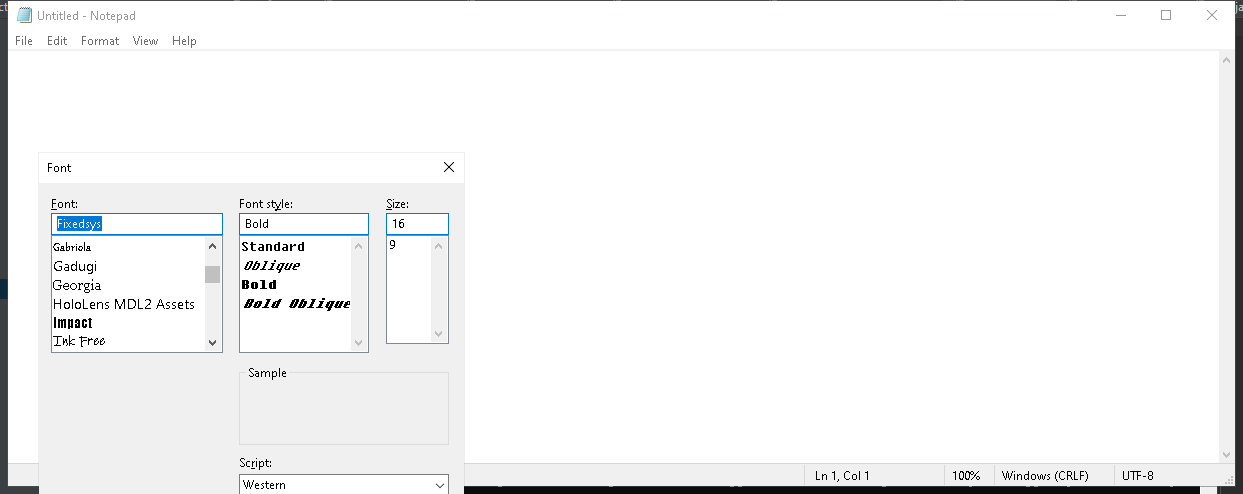 Untitled - Notepad
File Edit Format View Help
Font
Font: Font style: Size:
Fixedsys Bold 16
Gabriola
Gadugi
Georgia
HoloLens MDL2 Assets
Impact
Ink Free
Standard
Oblique
Bold
Bold Oblique
9
Sample
Script:
Western
Ln 1, Col 1 100% Windows (CRLF) UTF-8